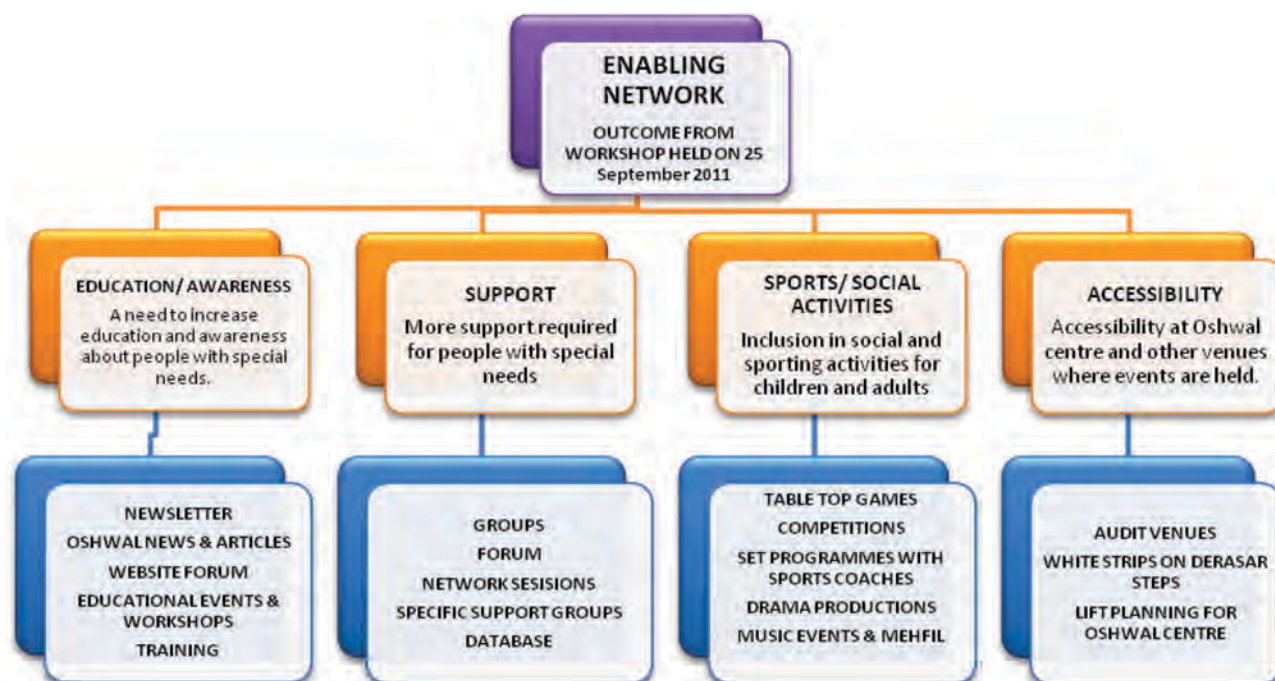 ENABLING
NETWORK
OUTCOME FROM
WORKSHOP HELD ON 25
September 2011
EDUCATION/ AWARENESS
A need to increase
education and awareness
about people with special
needs.
SUPPORT
More support required
for people with special
needs
SPORTS/ SOCIAL
ACTIVITIES
Inclusion in social and
sporting activities for
children and adults
ACCESSIBILITY
Accessibility at Oshwal
centre and other venues
where events are held.
NEWSLETTER
OSHWAL NEWS & ARTICLES
WEBSITE FORUM
EDUCATIONAL EVENTS &
WORKSHOPS
TRAINING
GROUPS
FORUM
NETWORK SESISIONS
SPECIFIC SUPPORT GROUPS
DATABASE
TABLE TOP GAMES
COMPETITIONS
SET PROGRAMMES WITH
SPORTS COACHES
DRAMA PRODUCTIONS
MUSIC EVENTS & MEHFIL
AUDIT VENUES
WHITE STRIPS ON DERASAR
STEPS
LIFT PLANNING FOR
OSHWAL CENTRE